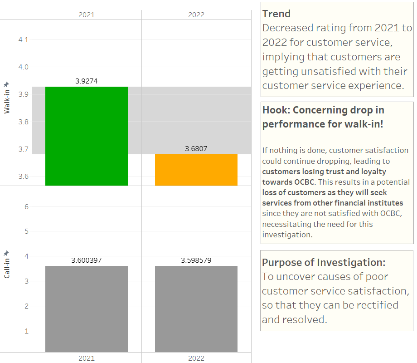 2021 2022
4.1
4.0
3.9
3.8
3.7
3.6
Walk-in %
3.9274
3.6807
6
5
4
3
2
1
Call-in %
3.600397
3.598579
2021 2022
Trend
Decreased rating from 2021 to
2022 for customer service,
implying that customers are
getting unsatisfied with their
customer service experience.
Hook: Concerning drop in
performance for walk-in!
If nothing is done, customer satisfaction
could continue dropping, leading to
customers losing trust and loyalty
towards OCBC. This results in a potential
loss of customers as they will seek
services from other financial institutes
since they are not satisfied with OCBC,
necessitating the need for this
investigation.
Purpose of Investigation:
To uncover causes of poor
customer service satisfaction,
so that they can be rectified
and resolved.